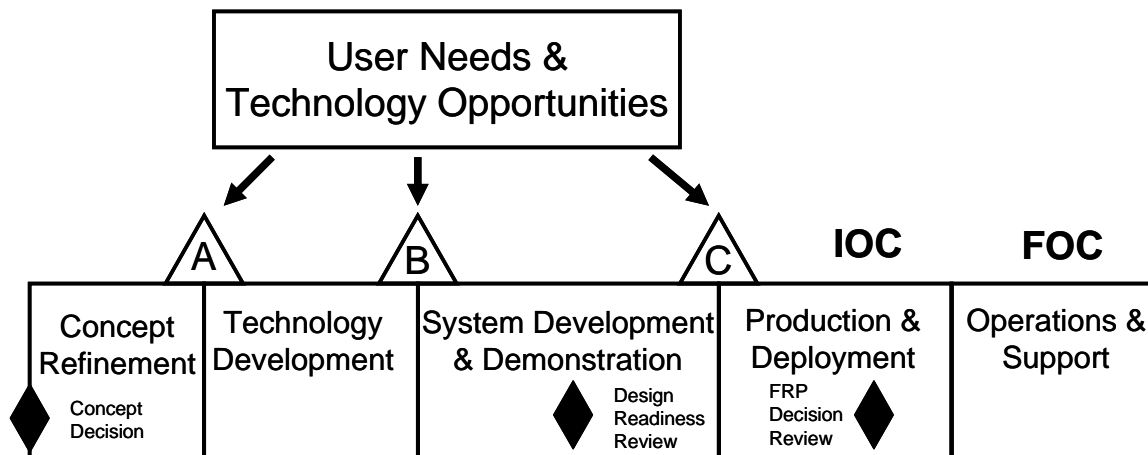 User Needs &
Technology Opportunities
A
B
C
IOC
FOC
Concept
Refinement
Technology
Development
System Development
& Demonstration
Production &
Deployment
Operations &
Support
Concept
Decision
Design
Readiness
Review
FRP
Decision
Review